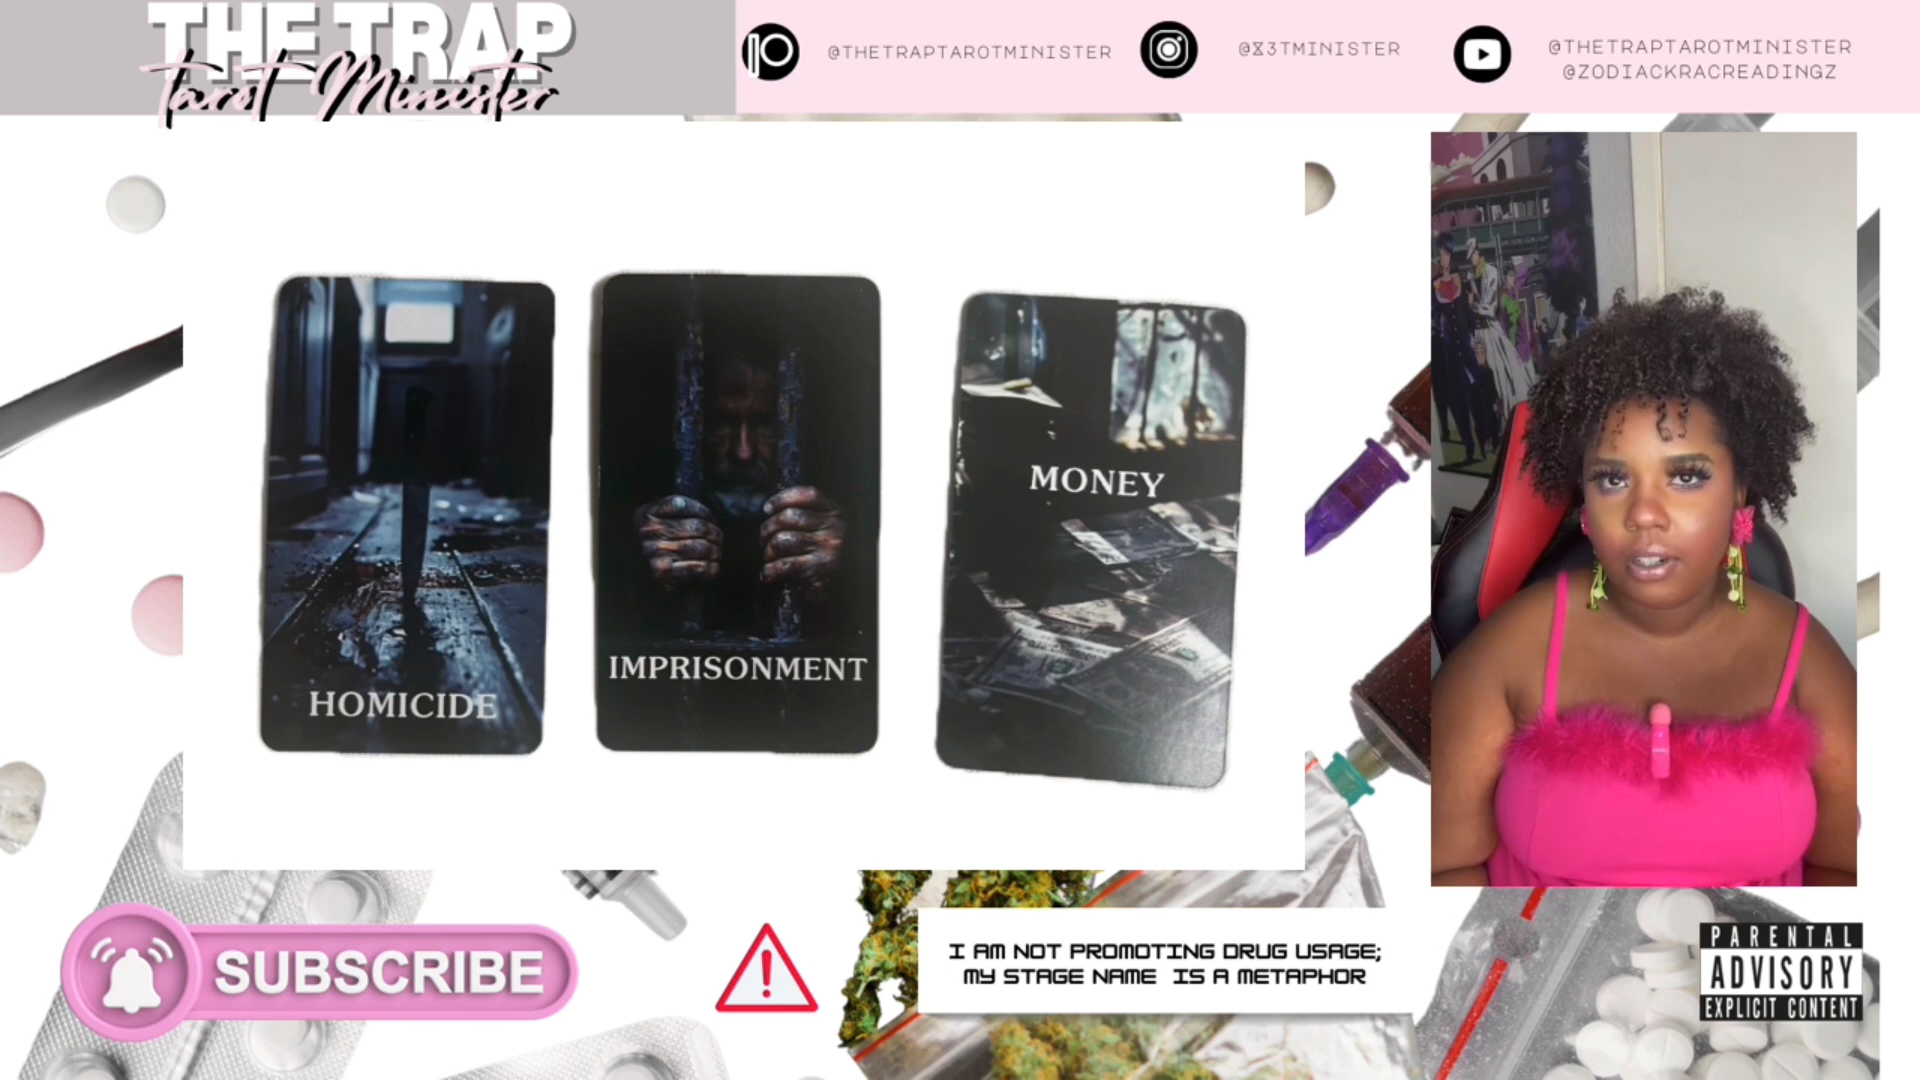 THE TRAP
Tarot Minister
@THETRAPTAROTMINISTER
@83TMINISTER
@THETRAPTAROTMINISTER
@ZODIACKRACREADINGZ
HOMICIDE
IMPRISONMENT
MONEY
SUBSCRIBE
I AM NOT PROMOTING DRUG USAGE;
MY STAGE NAME IS A METAPHOR
PARENTAL
ADVISORY
EXPLICIT CONTENT